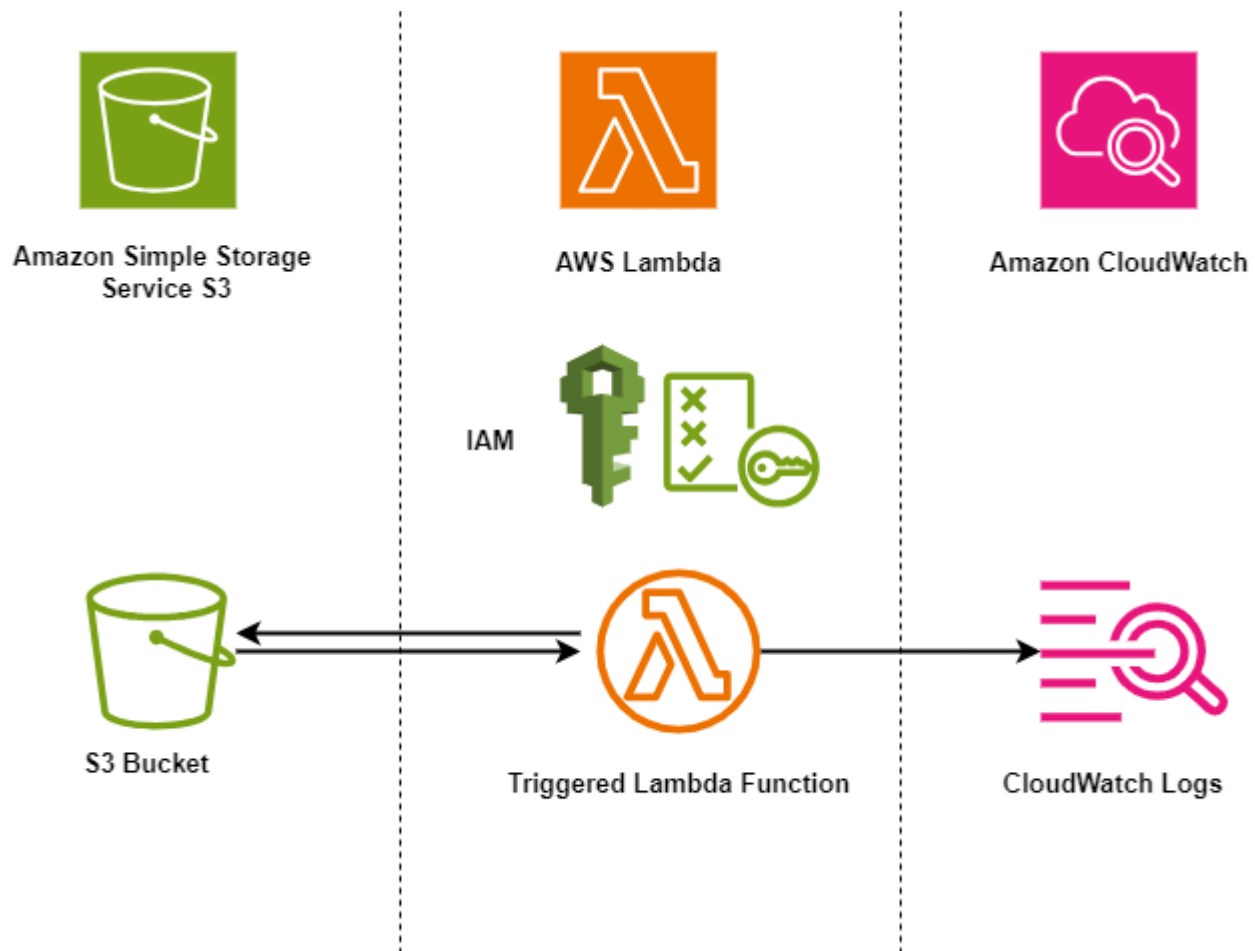 Amazon Simple Storage
Service S3
AWS Lambda
Amazon CloudWatch
IAM
S3 Bucket
Triggered Lambda Function
CloudWatch Logs